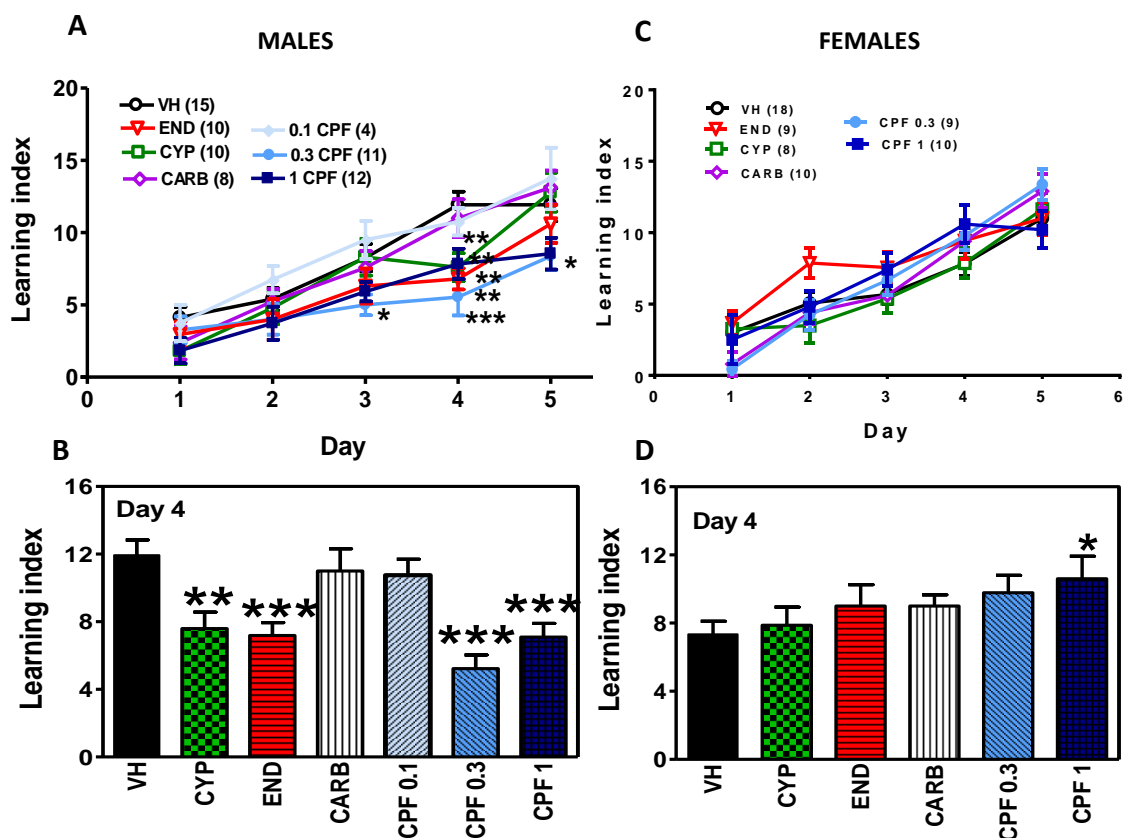 A
MALES
Learning index
20
15
10
5
0
VH (15)
END (10)
CYP (10)
CARB (8)
0.1 CPF (4)
0.3 CPF (11)
1 CPF (12)
*
**
**
**
**
***
*
0 1 2 3 4 5
Day
C
FEMALES
Learning index
20
15
10
5
0
VH (18)
END (9)
CYP (8)
CARB (10)
CPF 0.3 (9)
CPF 1 (10)
0 1 2 3 4 5 6
Day
B
Learning index
16
12
8
4
0
Day 4
** *** *** ***
VH CYP END CARB CPF 0.1 CPF 0.3 CPF 1
D
Learning index
16
12
8
4
0
Day 4
*
VH CYP END CARB CPF 0.3 CPF 1